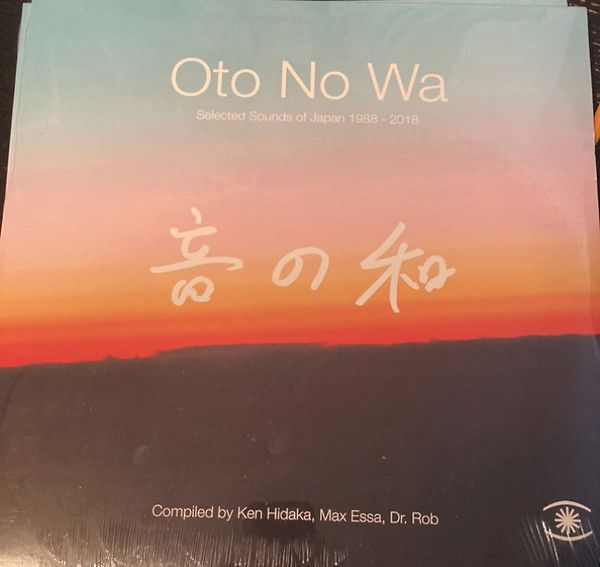 Oto No Wa
Selected Sounds of Japan 1988 - 2018
音の和
Compiled by Ken Hidaka, Max Essa, Dr. Rob